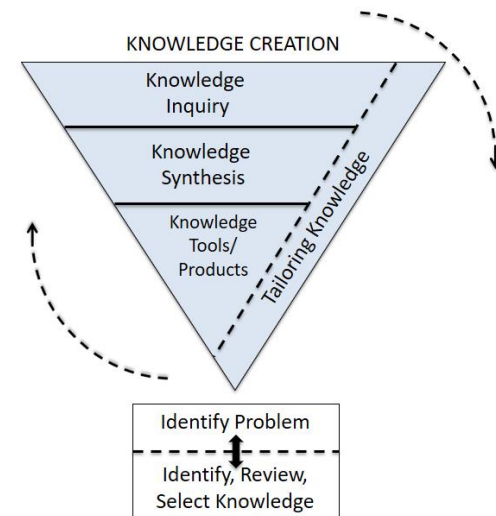 KNOWLEDGE CREATION
Knowledge
Inquiry
Knowledge
Synthesis
Knowledge
Tools/
Products
Tailoring Knowledge
Identify Problem
Identify, Review,
Select Knowledge